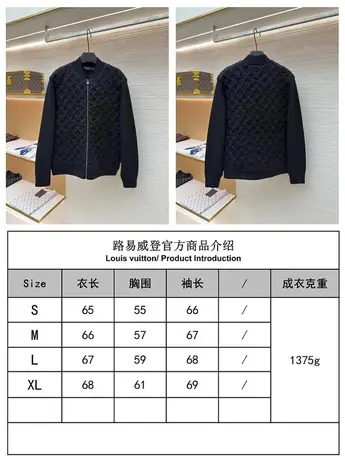 路易威登官方商品介绍
Louis vuitton/ Product Introduction
Size 衣长 胸围 袖长 / 成衣克重
S 65 55 66 /
M 66 57 67 /
L 67 59 68 / 1375g
XL 68 61 69 /
/